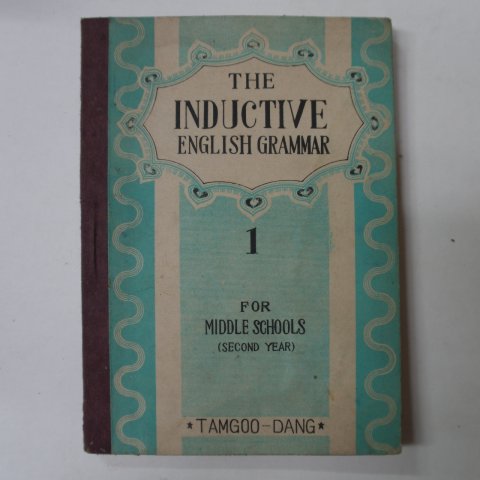 THE
INDUCTIVE
ENGLISH GRAMMAR
1
FOR
MIDDLE SCHOOLS
(SECOND YEAR)
*TAMGOO-DANG*